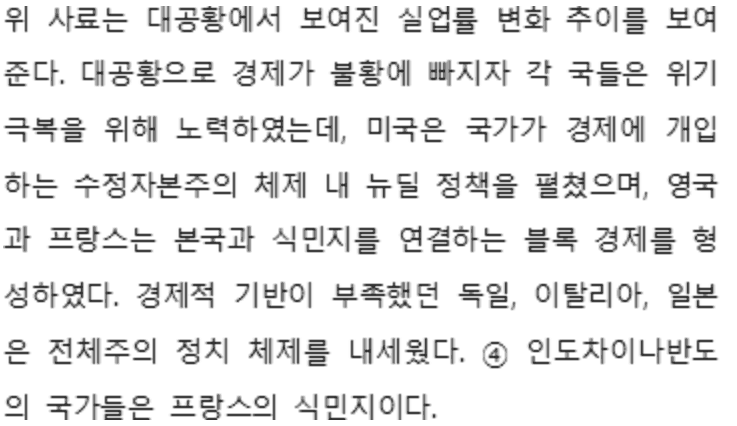 위 사료는 대공황에서 보여진 실업률 변화 추이를 보여
준다. 대공황으로 경제가 불황에 빠지자 각 국들은 위기
극복을 위해 노력하였는데, 미국은 국가가 경제에 개입
하는 수정자본주의 체제 내 뉴딜 정책을 펼쳤으며, 영국
과 프랑스는 본국과 식민지를 연결하는 블록 경제를 형
성하였다. 경제적 기반이 부족했던 독일, 이탈리아, 일본
은 전체주의 정치 체제를 내세웠다. ④ 인도차이나반도
의 국가들은 프랑스의 식민지이다.